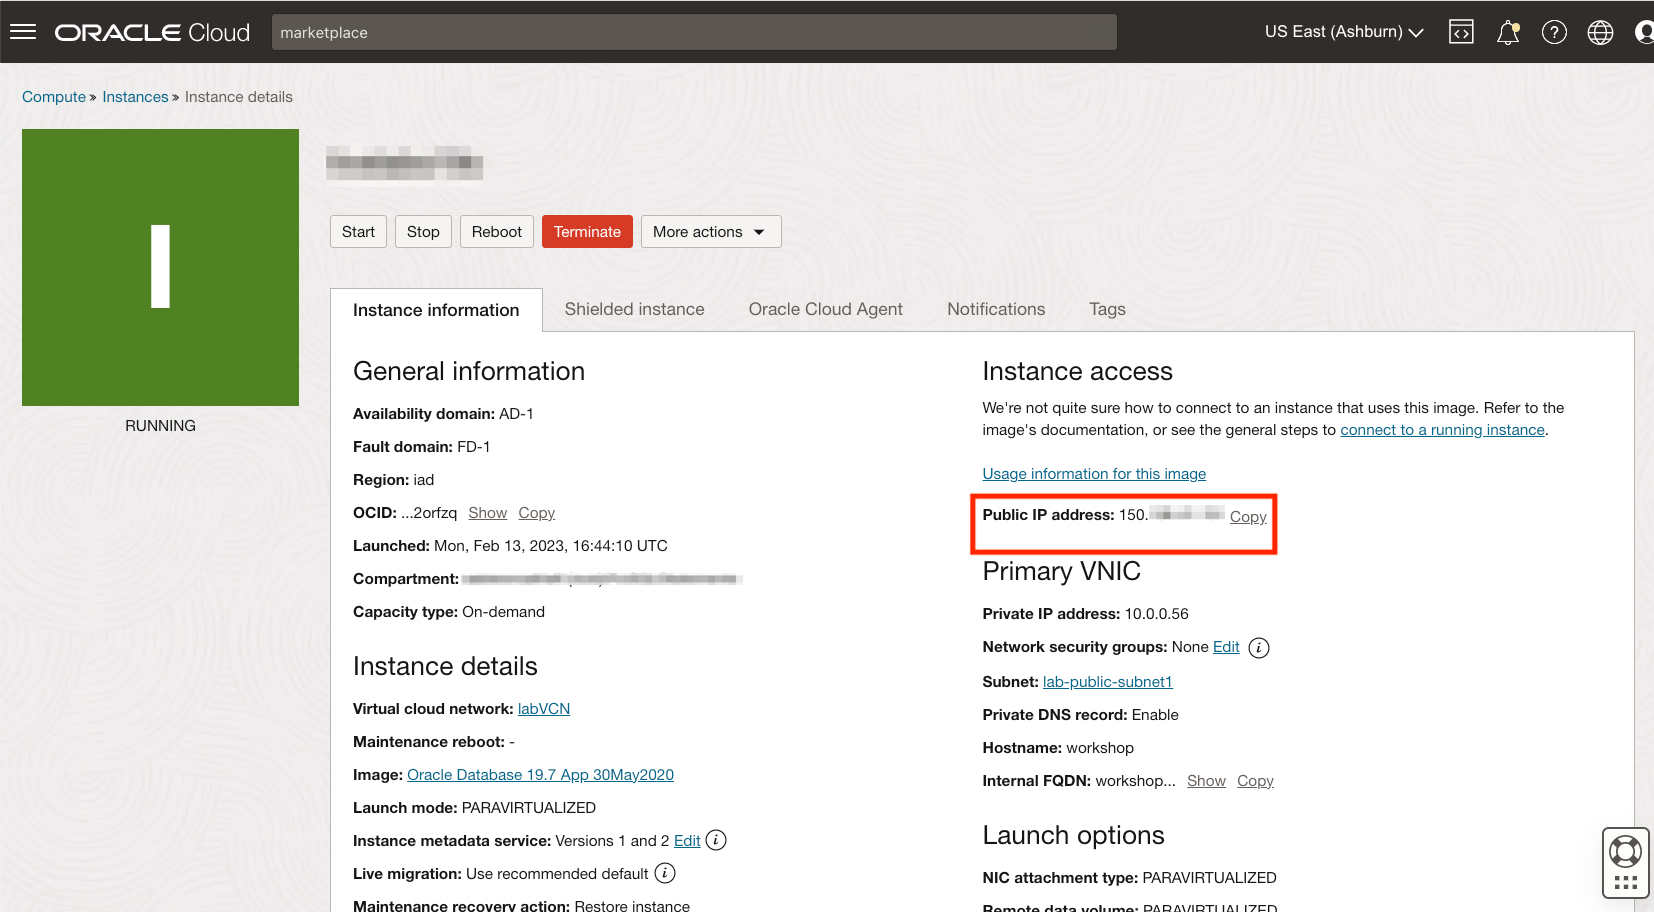 ORACLE Cloud
marketplace
US East (Ashburn)
Compute » Instances » Instance details
I
RUNNING
Start
Stop
Reboot
Terminate
More actions
Instance information
Shielded instance
Oracle Cloud Agent
Notifications
Tags
General information
Availability domain: AD-1
Fault domain: FD-1
Region: iad
OCID: ...2orfzq Show Copy
Launched: Mon, Feb 13, 2023, 16:44:10 UTC
Compartment:
Capacity type: On-demand
Instance details
Virtual cloud network: labVCN
Maintenance reboot: -
Image: Oracle Database 19.7 App 30May2020
Launch mode: PARAVIRTUALIZED
Instance metadata service: Versions 1 and 2 Edit
Live migration: Use recommended default
Maintenance recovery action: Restore instance
Instance access
We're not quite sure how to connect to an instance that uses this image. Refer to the
image's documentation, or see the general steps to connect to a running instance.
Usage information for this image
Public IP address: 150. Copy
Primary VNIC
Private IP address: 10.0.0.56
Network security groups: None Edit
Subnet: lab-public-subnet1
Private DNS record: Enable
Hostname: workshop
Internal FQDN: workshop... Show Copy
Launch options
NIC attachment type: PARAVIRTUALIZED
Remote data volume: PARAVIRTUALIZED